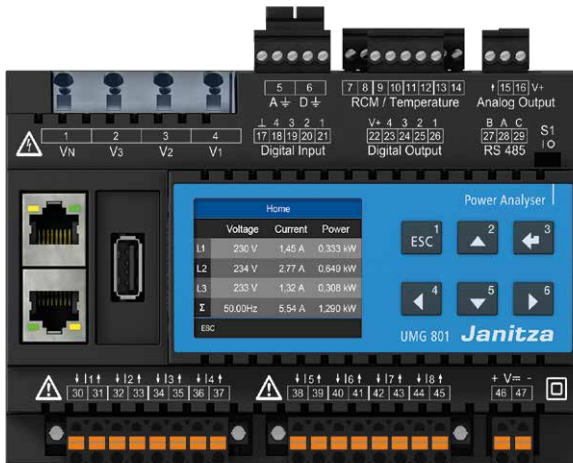 5 6
A ⏚ D ⏚
7 8 9 10 11 12 13 14
RCM / Temperature
↑ 15 16 V+
Analog Output
1 2 3 4
VN V3 V2 V1
⊥ 4 3 2 1
17 18 19 20 21
Digital Input
V+ 4 3 2 1
22 23 24 25 26
Digital Output
B A C
27 28 29
RS 485
S1
I O
Power Analyser
Home
Voltage Current Power
L1 230 V 1,45 A 0,333 kW
L2 234 V 2,77 A 0,649 kW
L3 233 V 1,32 A 0,308 kW
Σ 50.00Hz 5,54 A 1,290 kW
ESC
ESC 1
2
3
4
5
6
UMG 801 Janitza
↓ I1 ↑ ↓ I2 ↑ ↓ I3 ↑ ↓ I4 ↑
30 31 32 33 34 35 36 37
↓ I5 ↑ ↓ I6 ↑ ↓ I7 ↑ ↓ I8 ↑
38 39 40 41 42 43 44 45
+ V⎓ -
46 47